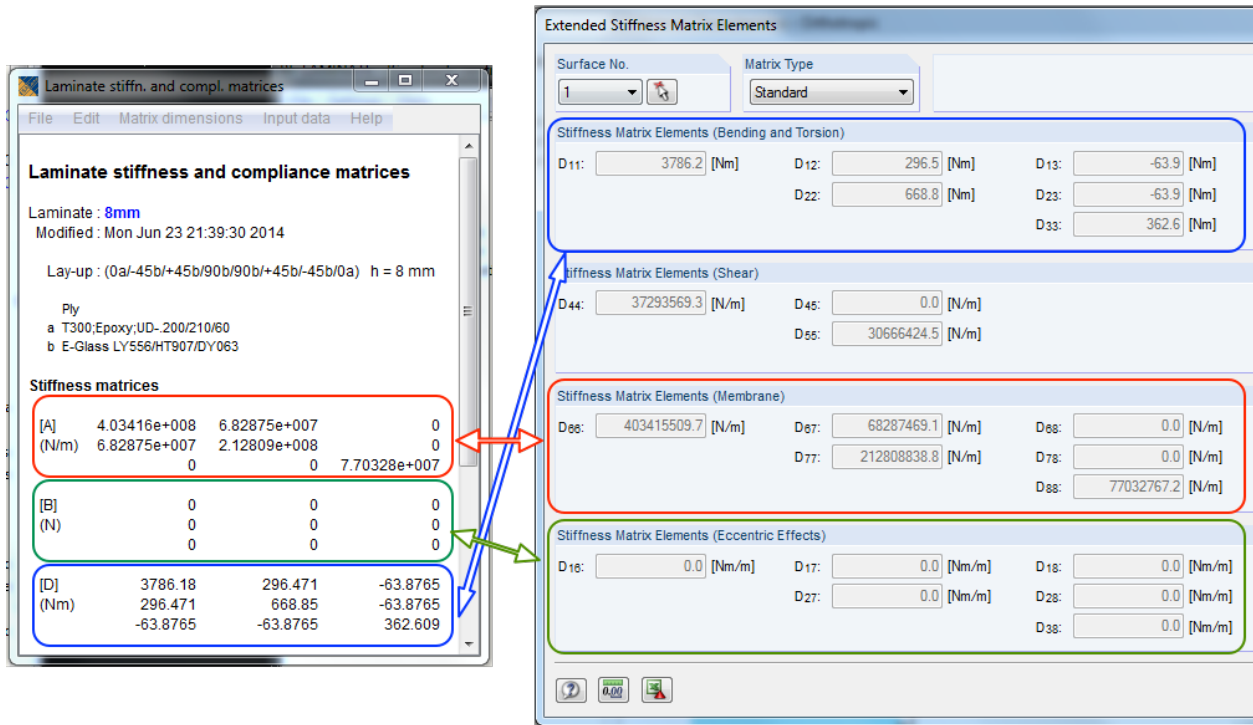 Laminate stiffn. and compl. matrices
File Edit Matrix dimensions Input data Help
Laminate stiffness and compliance matrices
Laminate : 8mm
Modified : Mon Jun 23 21:39:30 2014
Lay-up : (0a/-45b/+45b/90b/90b/+45b/-45b/0a) h = 8 mm
Ply
a T300;Epoxy;UD-.200/210/60
b E-Glass LY556/HT907/DY063
Stiffness matrices
[A] 4.03416e+008 6.82875e+007 0
(N/m) 6.82875e+007 2.12809e+008 0
0 0 7.70328e+007
[B] 0 0 0
(N) 0 0 0
0 0 0
[D] 3786.18 296.471 -63.8765
(Nm) 296.471 668.85 -63.8765
-63.8765 -63.8765 362.609
Extended Stiffness Matrix Elements
Surface No. Matrix Type
1 Standard
Stiffness Matrix Elements (Bending and Torsion)
D11: 3786.2 [Nm] D12: 296.5 [Nm] D13: -63.9 [Nm]
D22: 668.8 [Nm] D23: -63.9 [Nm]
D33: 362.6 [Nm]
Stiffness Matrix Elements (Shear)
D44: 37293569.3 [N/m] D45: 0.0 [N/m]
D55: 30666424.5 [N/m]
Stiffness Matrix Elements (Membrane)
D66: 403415509.7 [N/m] D67: 68287469.1 [N/m] D68: 0.0 [N/m]
D77: 212808838.8 [N/m] D78: 0.0 [N/m]
D88: 77032767.2 [N/m]
Stiffness Matrix Elements (Eccentric Effects)
D16: 0.0 [Nm/m] D17: 0.0 [Nm/m] D18: 0.0 [Nm/m]
D27: 0.0 [Nm/m] D28: 0.0 [Nm/m]
D38: 0.0 [Nm/m]
0.00